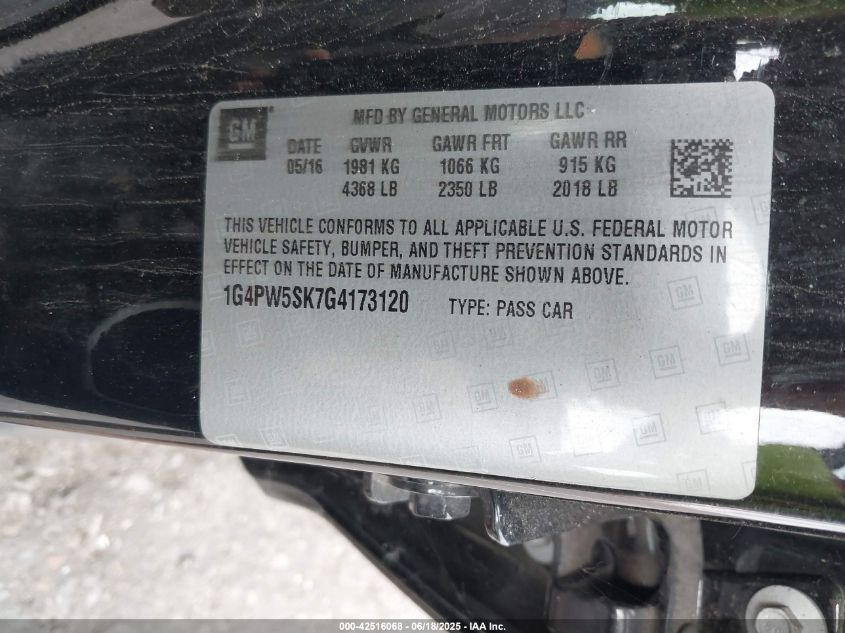 GM
MFD BY GENERAL MOTORS LLC
DATE GVWR GAWR FRT GAWR RR
05/16 1981 KG 1066 KG 915 KG
4368 LB 2350 LB 2018 LB
THIS VEHICLE CONFORMS TO ALL APPLICABLE U.S. FEDERAL MOTOR
VEHICLE SAFETY, BUMPER, AND THEFT PREVENTION STANDARDS IN
EFFECT ON THE DATE OF MANUFACTURE SHOWN ABOVE.
1G4PW5SK7G4173120 TYPE: PASS CAR
000-42516068 - 06/18/2025 - IAA Inc.